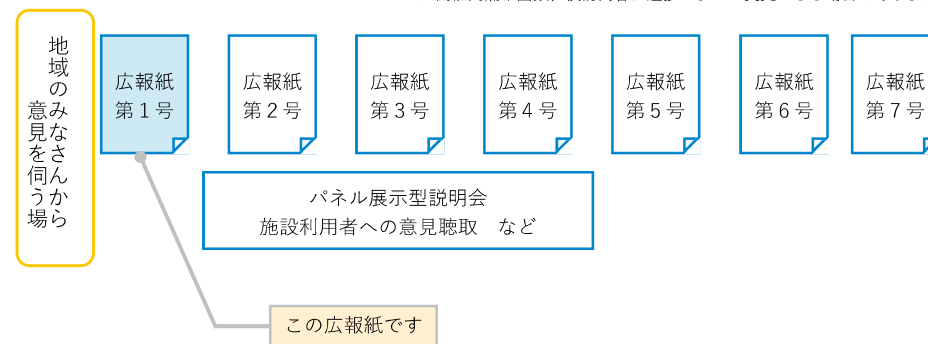 地域のみなさんから
意見を伺う場
広報紙
第１号
広報紙
第２号
広報紙
第３号
広報紙
第４号
広報紙
第５号
広報紙
第６号
広報紙
第７号
パネル展示型説明会
施設利用者への意見聴取　など
この広報紙です